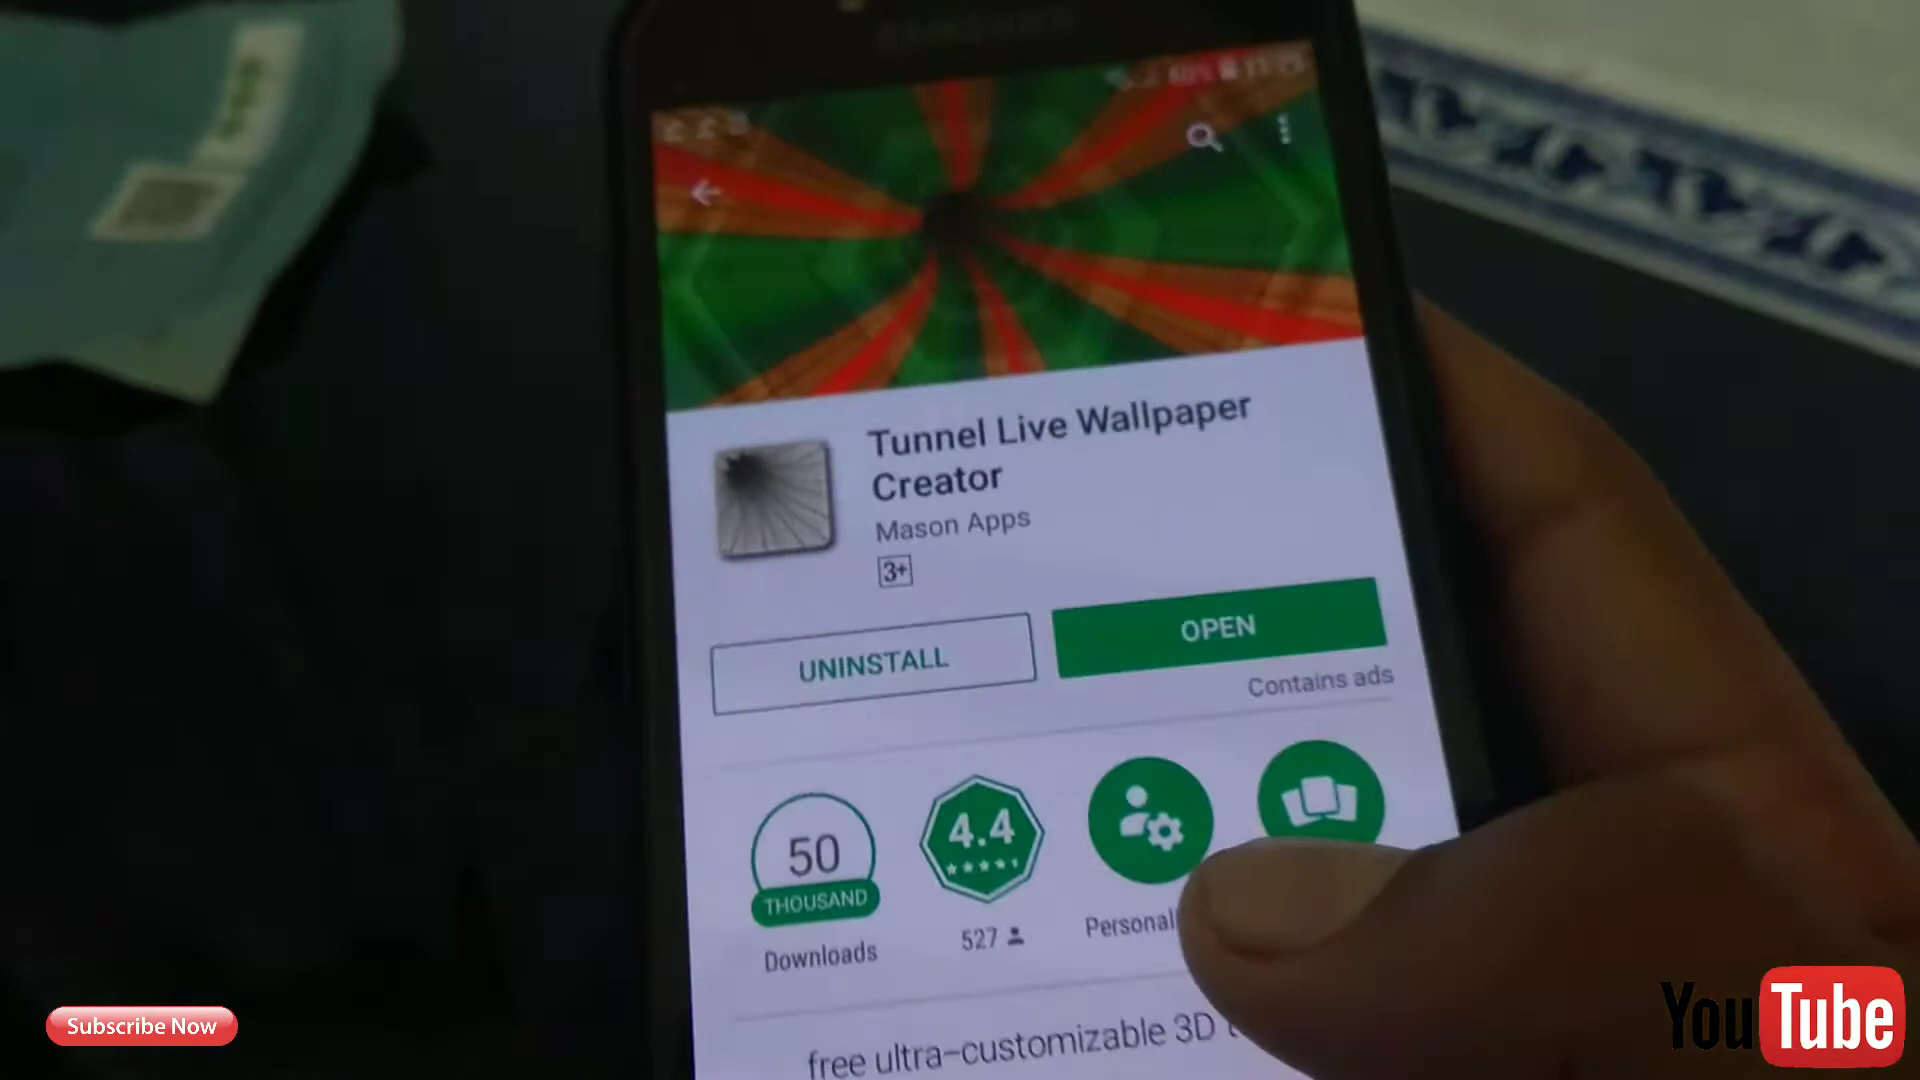 Tunnel Live Wallpaper
Creator
Mason Apps
3+
UNINSTALL
OPEN
Contains ads
50
THOUSAND
Downloads
4.4
527
free ultra-customizable 3D
Subscribe Now
YouTube